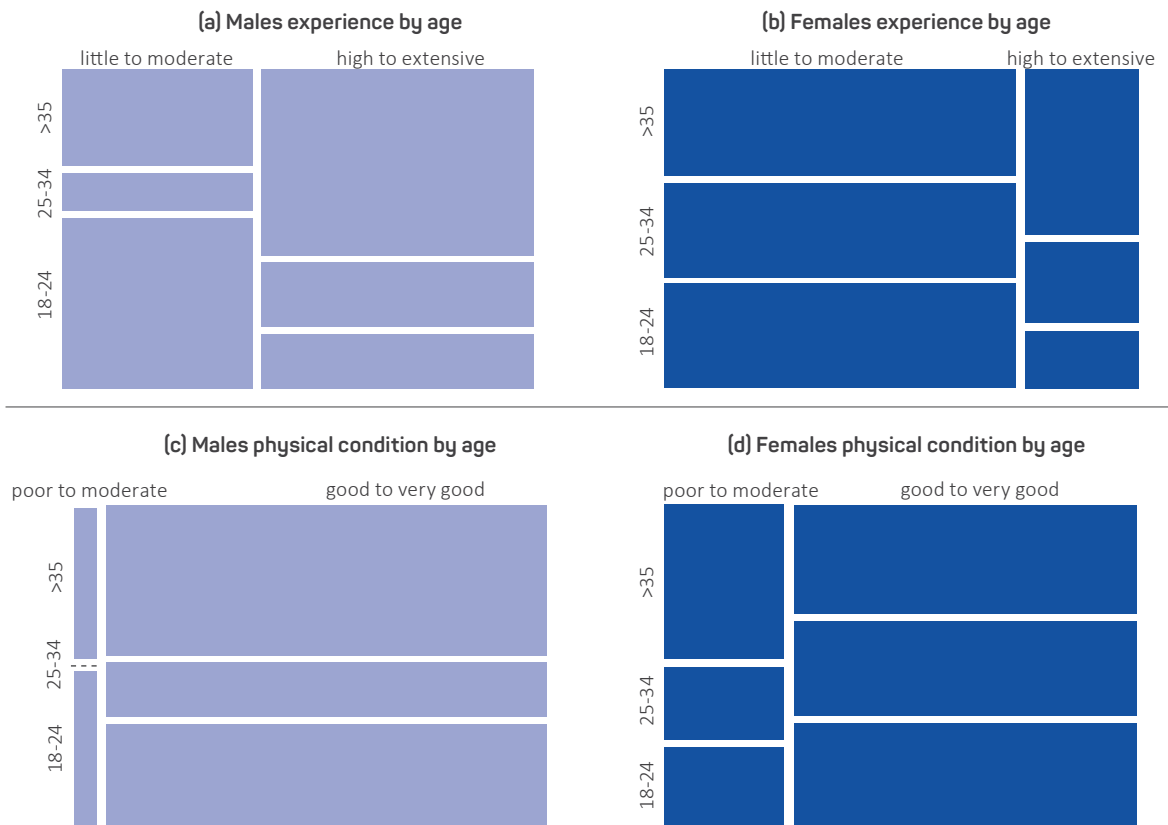 (a) Males experience by age
little to moderate high to extensive
>35
25-34
18-24
(b) Females experience by age
little to moderate high to extensive
>35
25-34
18-24
(c) Males physical condition by age
poor to moderate good to very good
>35
25-34
18-24
(d) Females physical condition by age
poor to moderate good to very good
>35
25-34
18-24